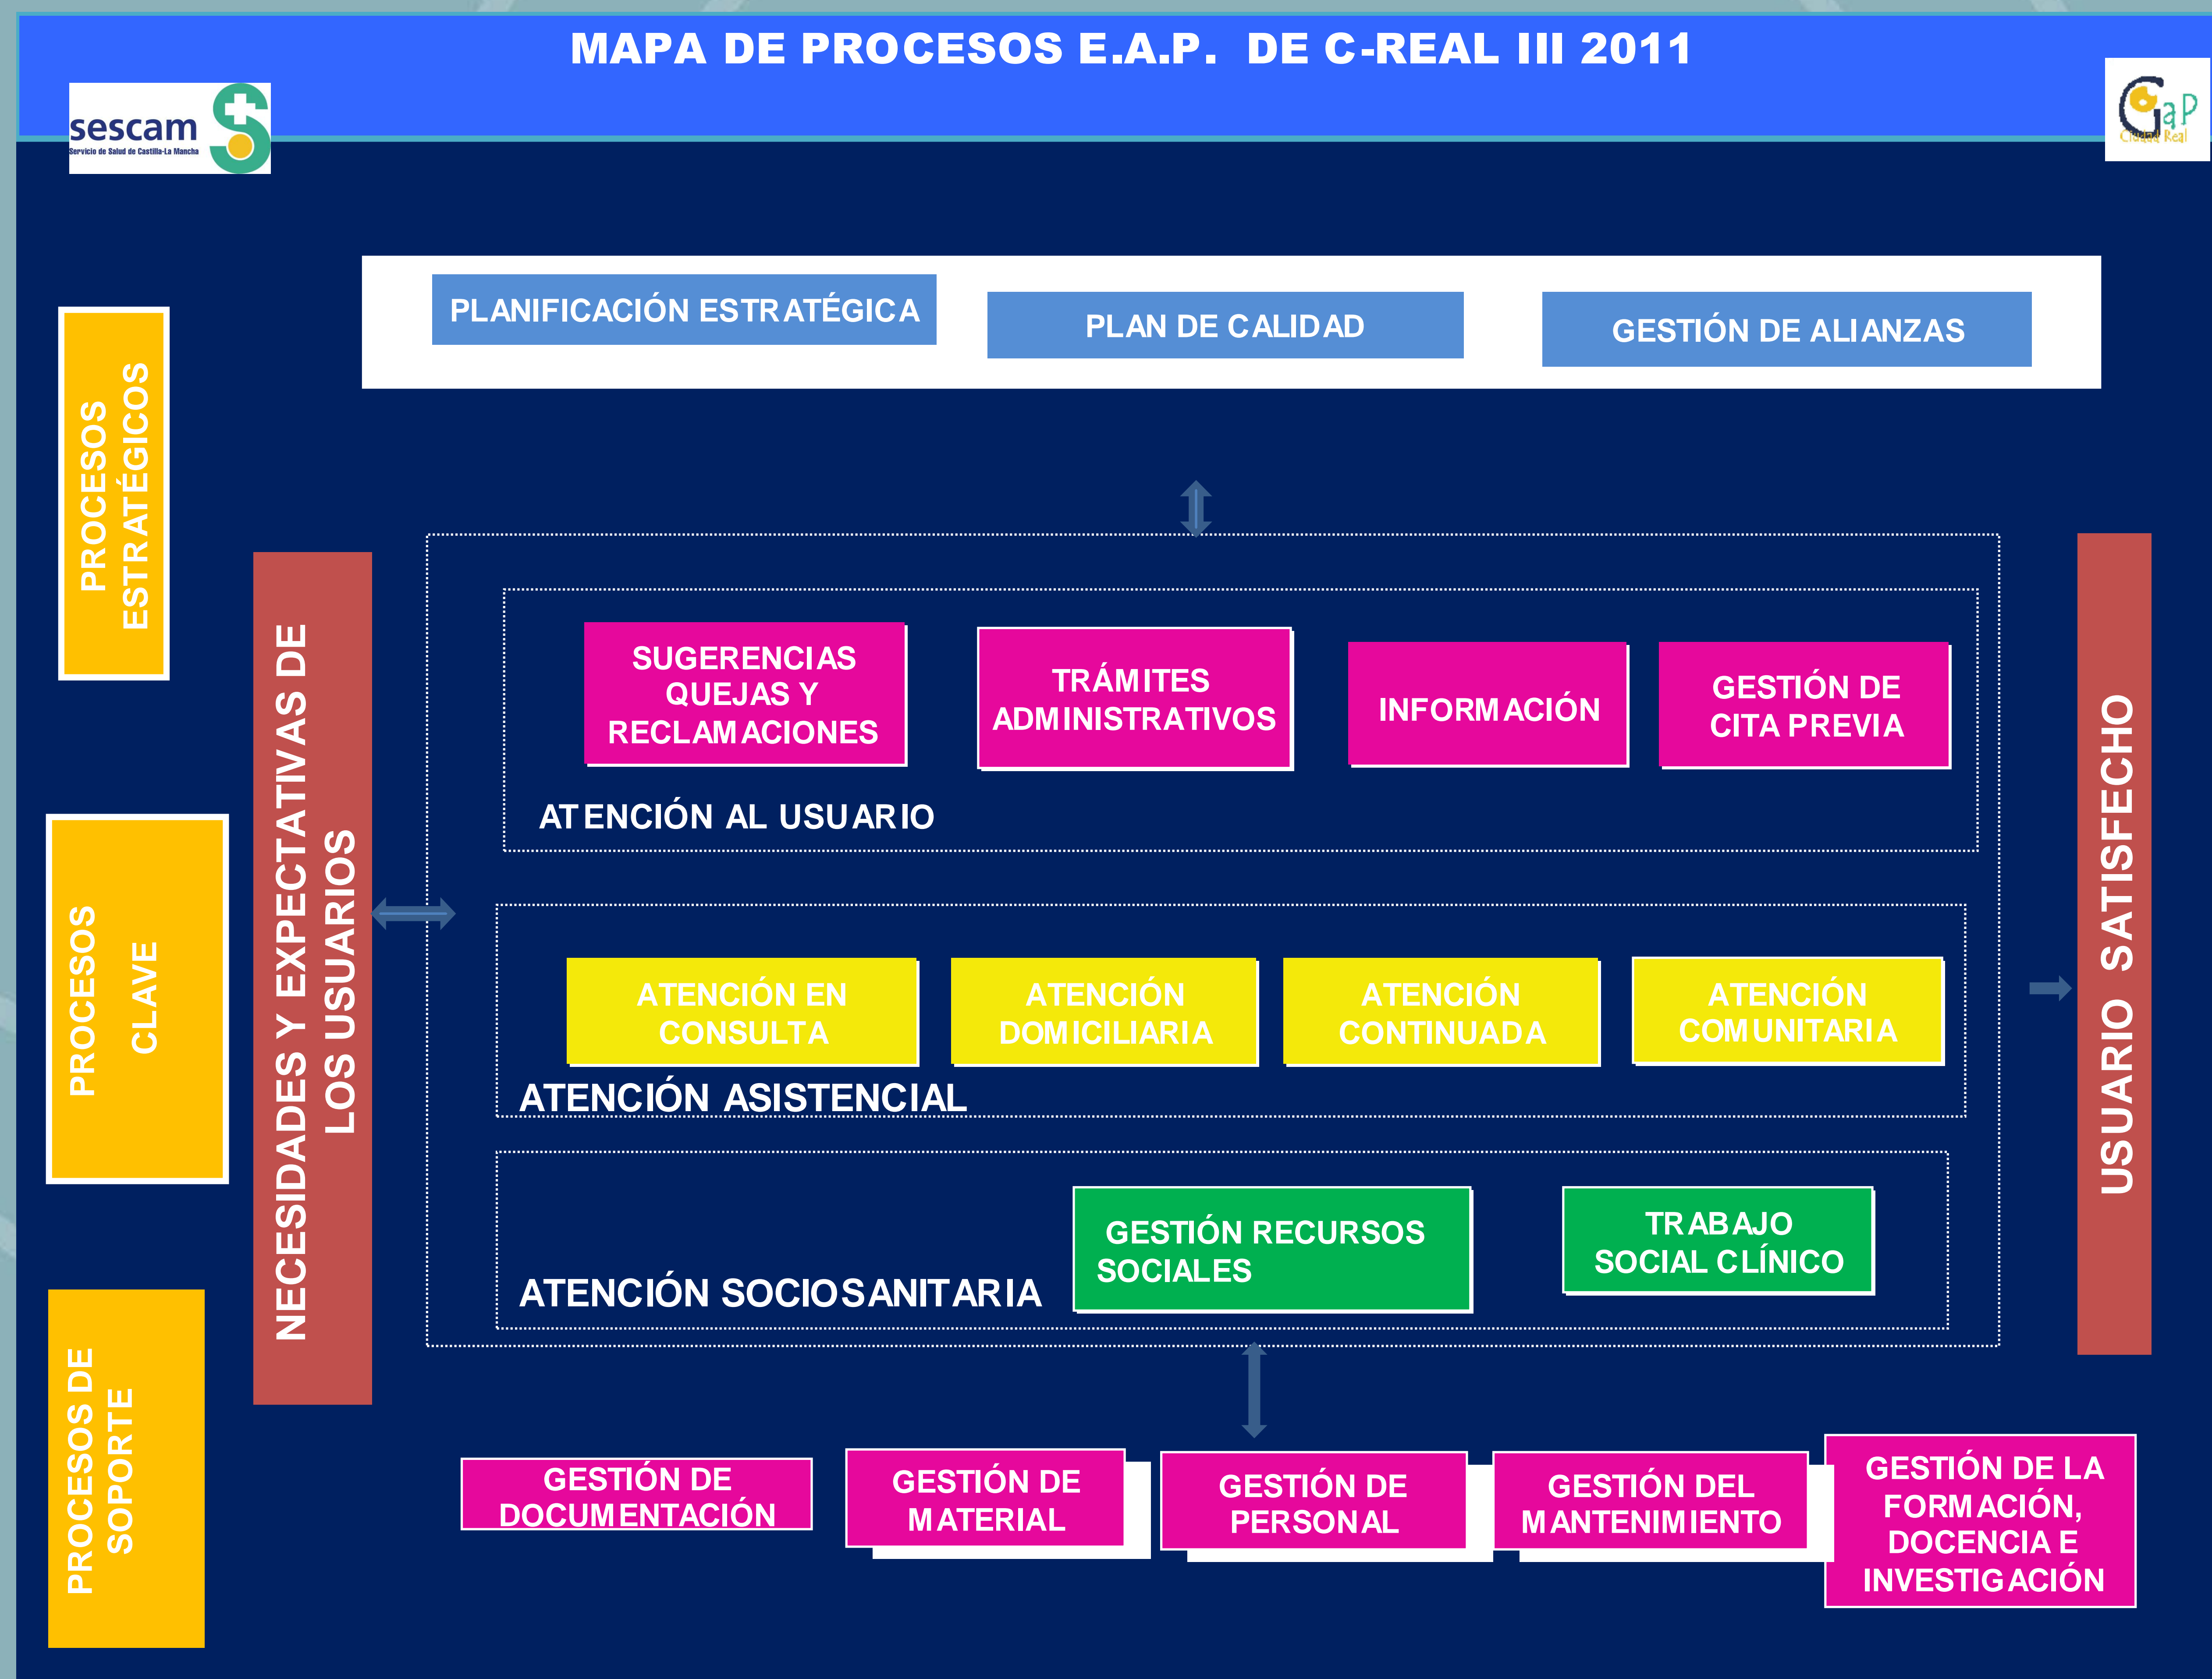 MAPA DE PROCESOS E.A.P. DE C-REAL III 2011
sescam
Servicio de Salud de Castilla-La Mancha
GaP
Ciudad Real
PROCESOS
ESTRATÉGICOS
PLANIFICACIÓN ESTRATÉGICA
PLAN DE CALIDAD
GESTIÓN DE ALIANZAS
PROCESOS
CLAVE
NECESIDADES Y EXPECTATIVAS DE
LOS USUARIOS
SUGERENCIAS
QUEJAS Y
RECLAMACIONES
TRÁMITES
ADMINISTRATIVOS
INFORMACIÓN
GESTIÓN DE
CITA PREVIA
ATENCIÓN AL USUARIO
ATENCIÓN EN
CONSULTA
ATENCIÓN
DOMICILIARIA
ATENCIÓN
CONTINUADA
ATENCIÓN
COMUNITARIA
ATENCIÓN ASISTENCIAL
GESTIÓN RECURSOS
SOCIALES
TRABAJO
SOCIAL CLÍNICO
ATENCIÓN SOCIOSANITARIA
USUARIO SATISFECHO
PROCESOS DE
SOPORTE
GESTIÓN DE
DOCUMENTACIÓN
GESTIÓN DE
MATERIAL
GESTIÓN DE
PERSONAL
GESTIÓN DEL
MANTENIMIENTO
GESTIÓN DE LA
FORMACIÓN,
DOCENCIA E
INVESTIGACIÓN